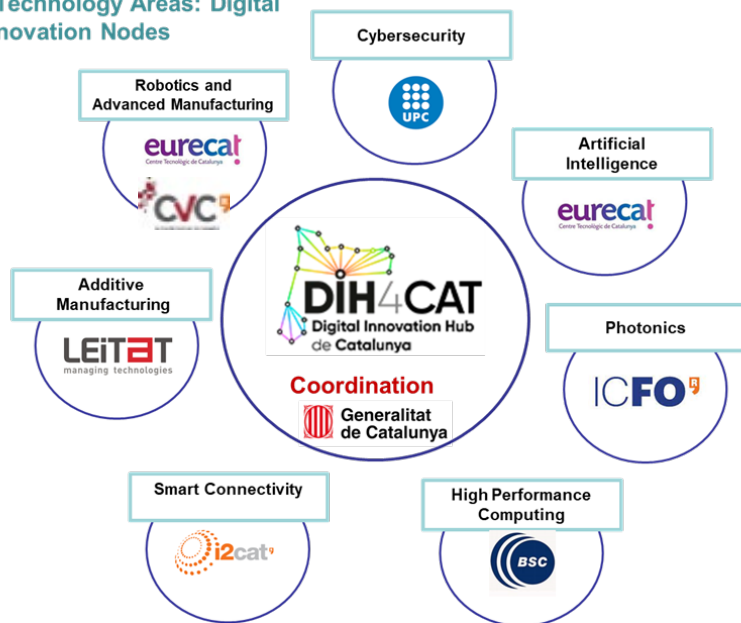 Technology Areas: Digital
novation Nodes
Cybersecurity
UPC
Robotics and
Advanced Manufacturing
eurecat
Centre Tecnològic de Catalunya
CVC
Artificial
Intelligence
eurecat
Centre Tecnològic de Catalunya
DIH4CAT
Digital Innovation Hub
de Catalunya
Coordination
Generalitat
de Catalunya
Additive
Manufacturing
LEITAT
managing technologies
Photonics
ICFO
Smart Connectivity
i2cat
High Performance
Computing
BSC